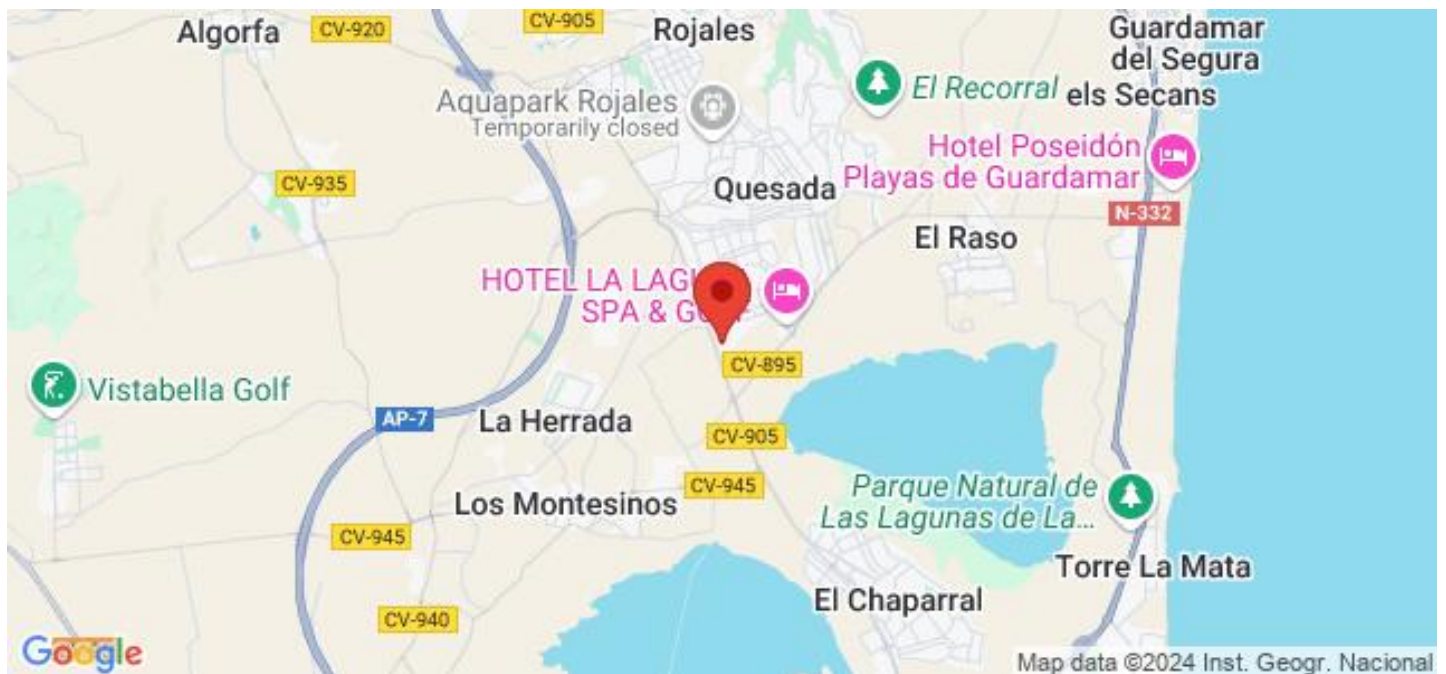 Algorfa
CV-920
CV-905
Rojales
Guardamar
del Segura
Aquapark Rojales
Temporarily closed
El Recorral
els Secans
Hotel Poseidón
Playas de Guardamar
CV-935
Quesada
N-332
El Raso
HOTEL LA LAGU
SPA & G
CV-895
Vistabella Golf
AP-7
La Herrada
CV-905
Los Montesinos
CV-945
Parque Natural de
Las Lagunas de La...
CV-945
Torre La Mata
El Chaparral
CV-940
Google
Map data ©2024 Inst. Geogr. Nacional